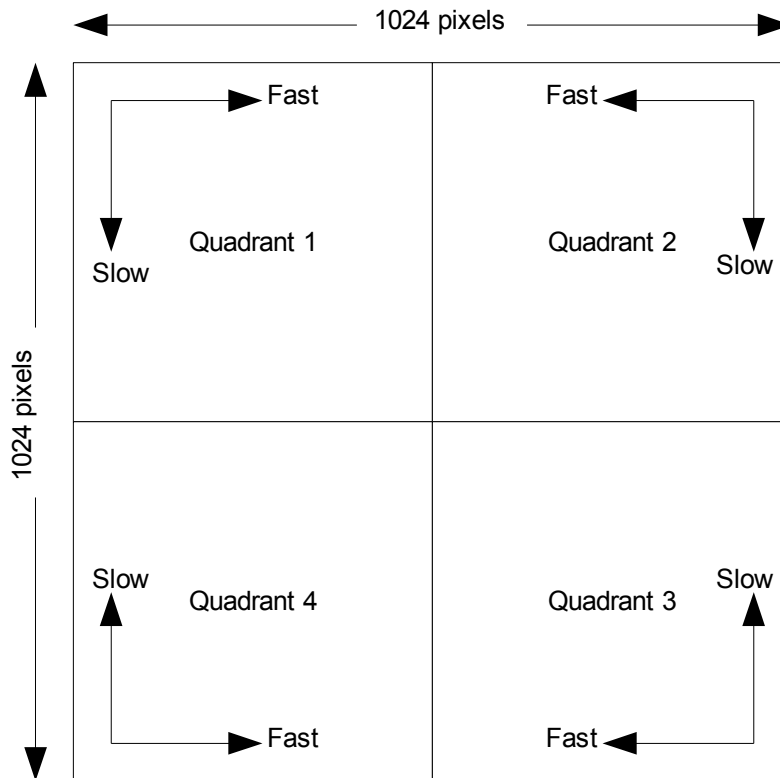 1024 pixels
Fast
Fast
Quadrant 1
Quadrant 2
Slow
Slow
1024 pixels
Slow
Slow
Quadrant 4
Quadrant 3
Fast
Fast